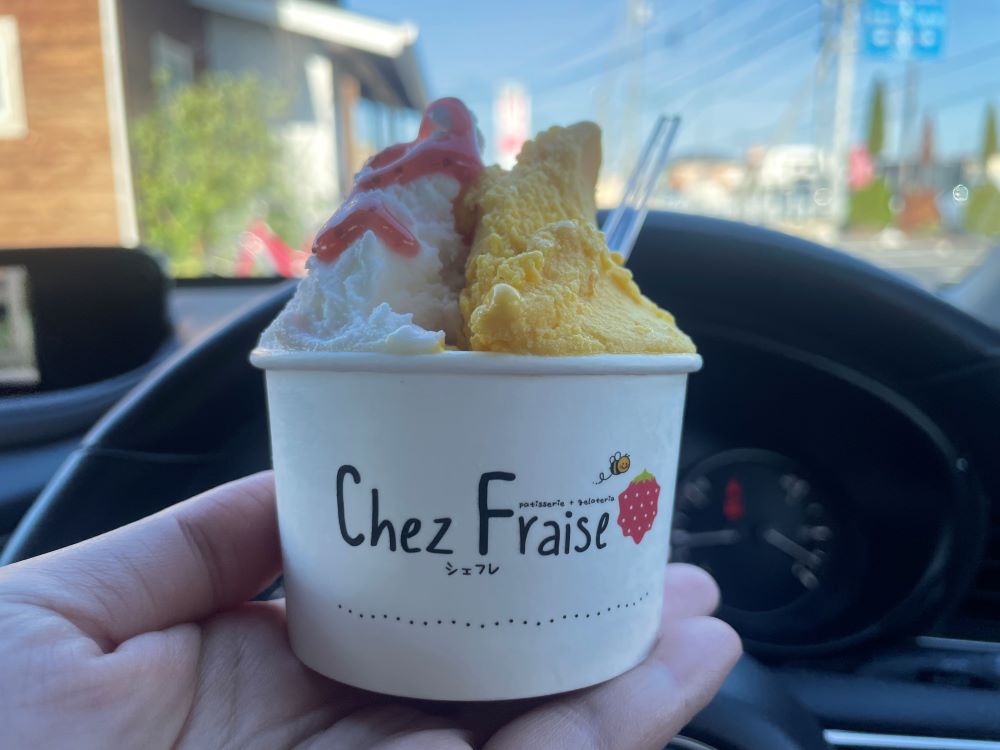 Chez Fraise
patisserie + gelateria
シェフレ